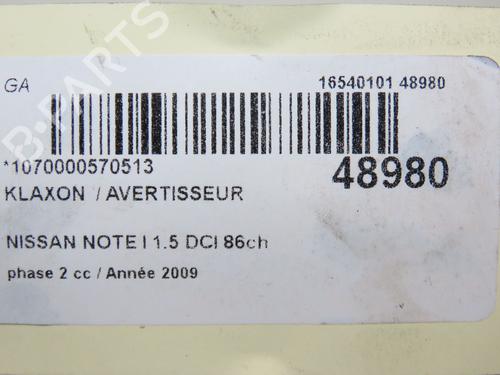 GA
16540101 48980
*1070000570513
48980
KLAXON / AVERTISSEUR
NISSAN NOTE I 1.5 DCI 86ch
phase 2 cc / Année 2009
B-PARTS